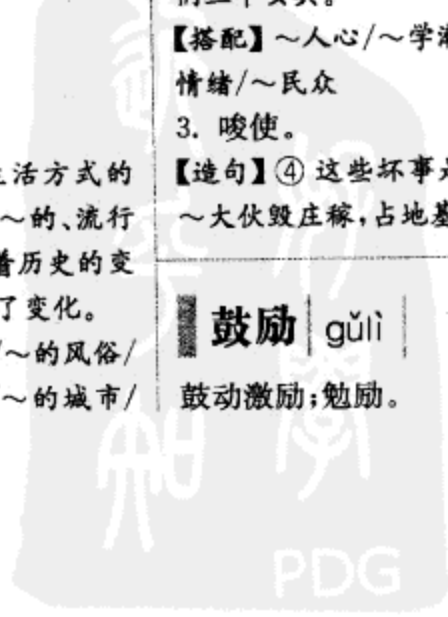 生活方式的
～的、流行
着历史的变
了变化。
/～的风俗/
～的城市/
【搭配】～人心/～学
情绪/～民众
3. 唆使。
【造句】④ 这些坏事
～大伙毁庄稼，占地基
鼓励 gǔlì
鼓动激励；勉励。
PDG